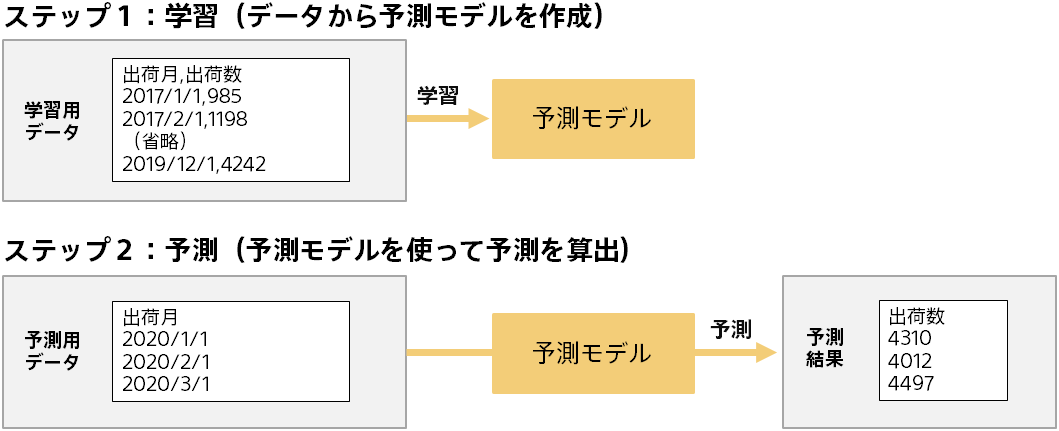 ステップ１：学習（データから予測モデルを作成）
学習用
データ
出荷月,出荷数
2017/1/1,985
2017/2/1,1198
（省略）
2019/12/1,4242
学習
予測モデル
ステップ２：予測（予測モデルを使って予測を算出）
予測用
データ
出荷月
2020/1/1
2020/2/1
2020/3/1
予測モデル
予測
予測
結果
出荷数
4310
4012
4497